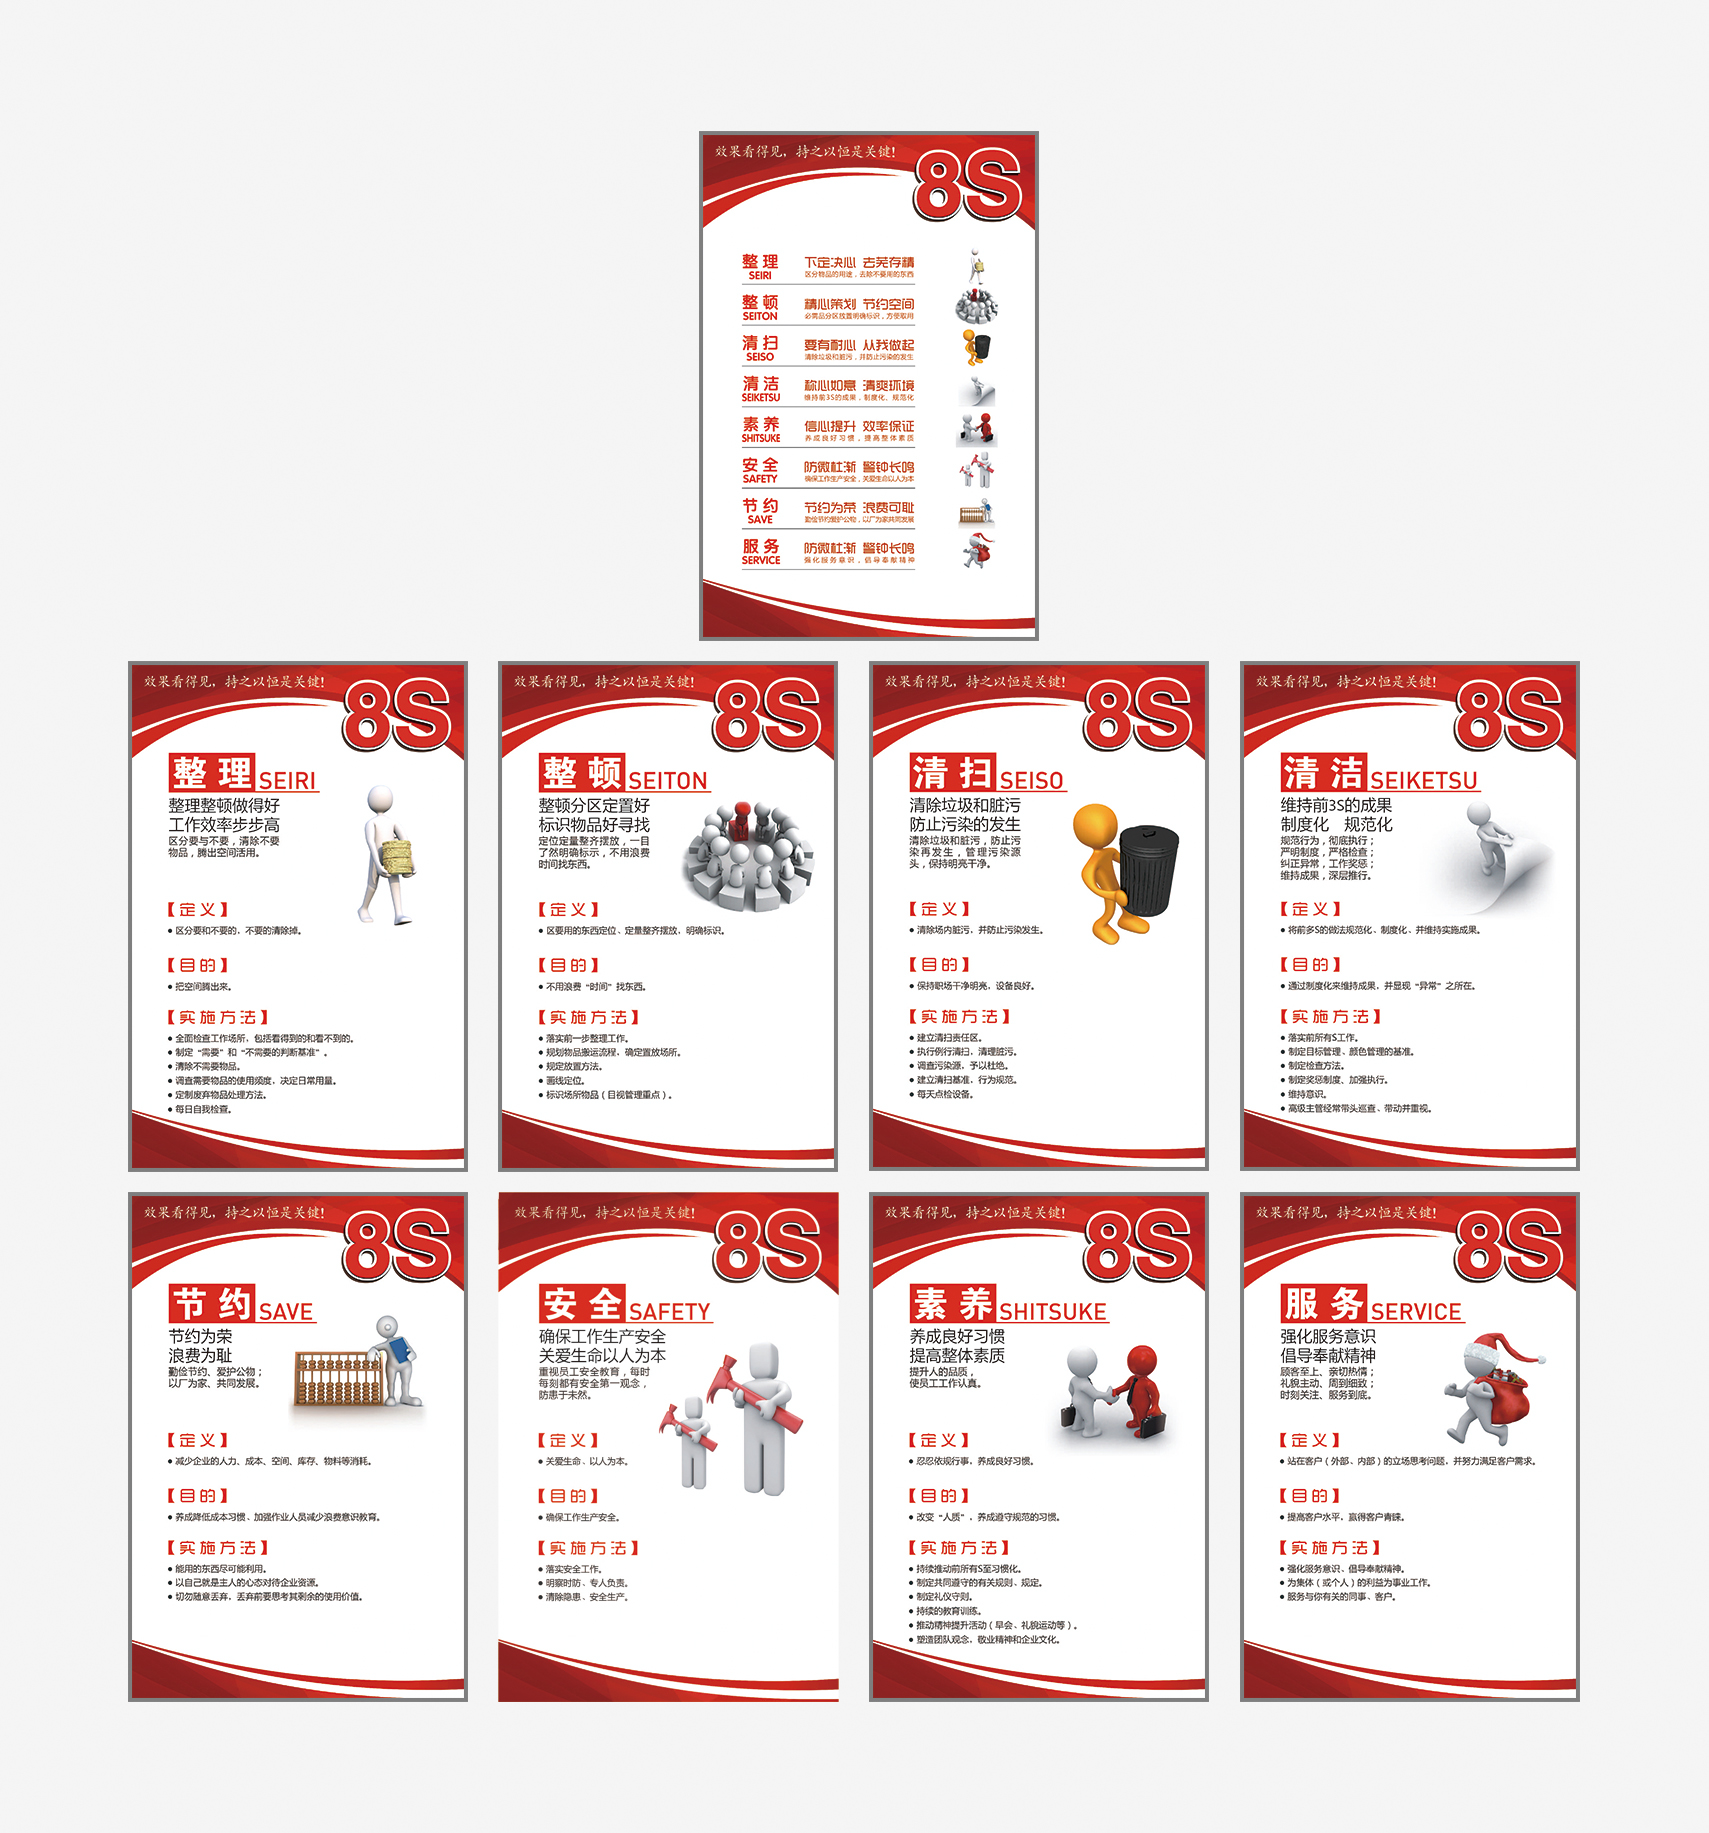 效果看得见，持之以恒是关键！
8S
整理 下定决心 去芜存精
SEIRI 区分物品的用途，去除不要用的东西
整顿 精心策划 节约空间
SEITON 必需品分区放置明确标识，方便取用
清扫 要有耐心 从我做起
SEISO 清除垃圾和脏污，并防止污染的发生
清洁 称心如意 清爽环境
SEIKETSU 维持前3S的成果，制度化、规范化
素养 信心提升 效率保证
SHITSUKE 养成良好习惯，提高整体素质
安全 防微杜渐 警钟长鸣
SAFETY 确保工作生产安全，关爱生命以人为本
节约 节约为荣 浪费可耻
SAVE 勤俭节约爱护公物，以厂为家共同发展
服务 防微杜渐 警钟长鸣
SERVICE 强化服务意识，倡导奉献精神
效果看得见，持之以恒是关键！
8S
整理 SEIRI
整理整顿做得好
工作效率步步高
区分要与不要，清除不要
物品，腾出空间活用。
【定义】
● 区分要和不要的、不要的清除掉。
【目的】
● 把空间腾出来。
【实施方法】
● 全面检查工作场所，包括看得到的和看不到的。
● 制定“需要”和“不需要的判断基准”。
● 清除不需要物品。
● 调查需要物品的使用频度，决定日常用量。
● 定制废弃物品处理方法。
● 每日自我检查。
效果看得见，持之以恒是关键！
8S
整顿 SEITON
整顿分区定置好
标识物品好寻找
定位定量整齐摆放，一目
了然明确标示，不用浪费
时间找东西。
【定义】
● 区要用的东西定位、定量整齐摆放，明确标识。
【目的】
● 不用浪费“时间”找东西。
【实施方法】
● 落实前一步整理工作。
● 规划物品搬运流程，确定置放场所。
● 规定放置方法。
● 画线定位。
● 标识场所物品（目视管理重点）。
效果看得见，持之以恒是关键！
8S
清扫 SEISO
清除垃圾和脏污
防止污染的发生
清除垃圾和脏污，防止污
染再发生，管理污染源
头，保持明亮干净。
【定义】
● 清除场内脏污，并防止污染发生。
【目的】
● 保持职场干净明亮，设备良好。
【实施方法】
● 建立清扫责任区。
● 执行例行清扫，清理脏污。
● 调查污染源，予以杜绝。
● 建立清扫基准，行为规范。
● 每天点检设备。
效果看得见，持之以恒是关键！
8S
清洁 SEIKETSU
维持前3S的成果
制度化 规范化
规范行为，彻底执行；
严明制度，严格检查；
纠正异常，工作奖惩；
维持成果，深层推行。
【定义】
● 将前多S的做法规范化、制度化、并维持实施成果。
【目的】
● 通过制度化来维持成果，并显现“异常”之所在。
【实施方法】
● 落实前所有S工作。
● 制定目标管理、颜色管理的基准。
● 制定检查方法。
● 制定奖惩制度、加强执行。
● 维持意识。
● 高级主管经常带头巡查、带动并重视。
效果看得见，持之以恒是关键！
8S
节约 SAVE
节约为荣
浪费为耻
勤俭节约、爱护公物；
以厂为家、共同发展。
【定义】
● 减少企业的人力、成本、空间、库存、物料等消耗。
【目的】
● 养成降低成本习惯、加强作业人员减少浪费意识教育。
【实施方法】
● 能用的东西尽可能利用。
● 以自己就是主人的心态对待企业资源。
● 切勿随意丢弃，丢弃前要思考其剩余的使用价值。
效果看得见，持之以恒是关键！
8S
安全 SAFETY
确保工作生产安全
关爱生命以人为本
重视员工安全教育，每时
每刻都有安全第一观念，
防患于未然。
【定义】
● 关爱生命、以人为本。
【目的】
● 确保工作生产安全。
【实施方法】
● 落实安全工作。
● 明察时防、专人负责。
● 清除隐患、安全生产。
效果看得见，持之以恒是关键！
8S
素养 SHITSUKE
养成良好习惯
提高整体素质
提升人的品质，
使员工工作认真。
【定义】
● 忍忍依规行事，养成良好习惯。
【目的】
● 改变“人质”，养成遵守规范的习惯。
【实施方法】
● 持续推动前所有S至习惯化。
● 制定共同遵守的有关规则、规定。
● 制定礼仪守则。
● 持续的教育训练。
● 推动精神提升活动（早会、礼貌运动等）。
● 塑造团队观念，敬业精神和企业文化。
效果看得见，持之以恒是关键！
8S
服务 SERVICE
强化服务意识
倡导奉献精神
顾客至上、亲切热情；
礼貌主动、周到细致；
时刻关注、服务到底。
【定义】
● 站在客户（外部、内部）的立场思考问题，并努力满足客户需求。
【目的】
● 提高客户水平，赢得客户青睐。
【实施方法】
● 强化服务意识、倡导奉献精神。
● 为集体（或个人）的利益为事业工作。
● 服务与你有关的同事、客户。